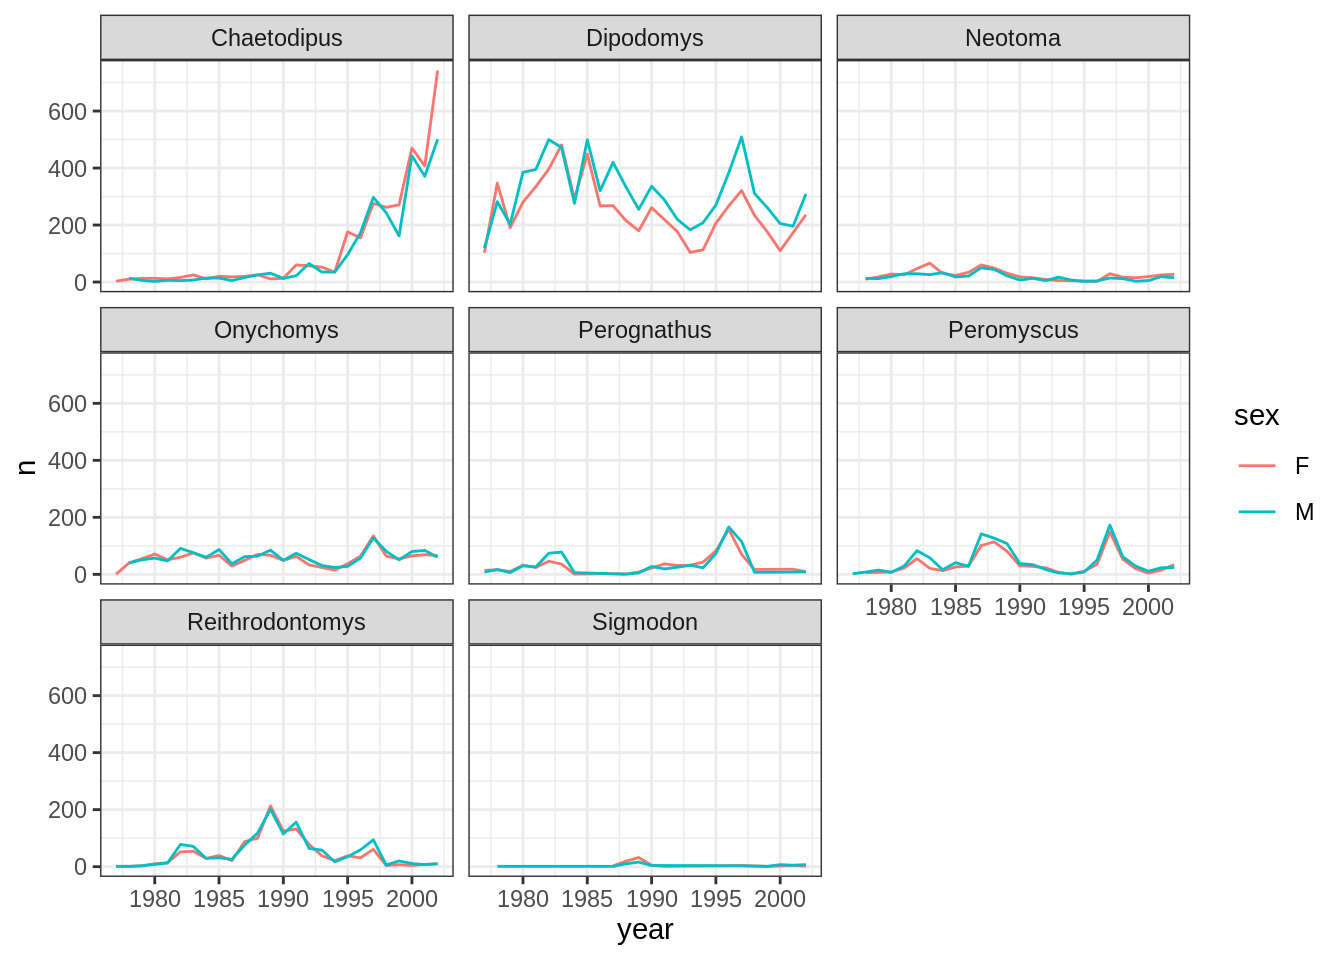 Chaetodipus Dipodomys Neotoma
600
400
200
0
Onychomys Perognathus Peromyscus
600
400
200
0
1980 1985 1990 1995 2000
Reithrodontomys Sigmodon
600
400
200
0
1980 1985 1990 1995 2000 1980 1985 1990 1995 2000
year
n
sex
F
M